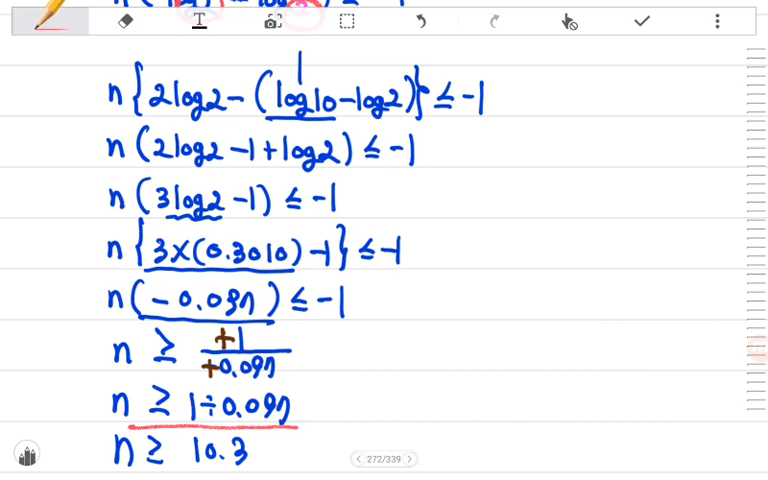 n{2log2-(log10-log2)} ≤ -1
1
n(2log2-1+log2) ≤ -1
n(3log2-1) ≤ -1
n{3×(0.3010)-1} ≤ -1
n(-0.097) ≤ -1
n ≥ +1/+0.097
n ≥ 1÷0.097
n ≥ 10.3
272/339